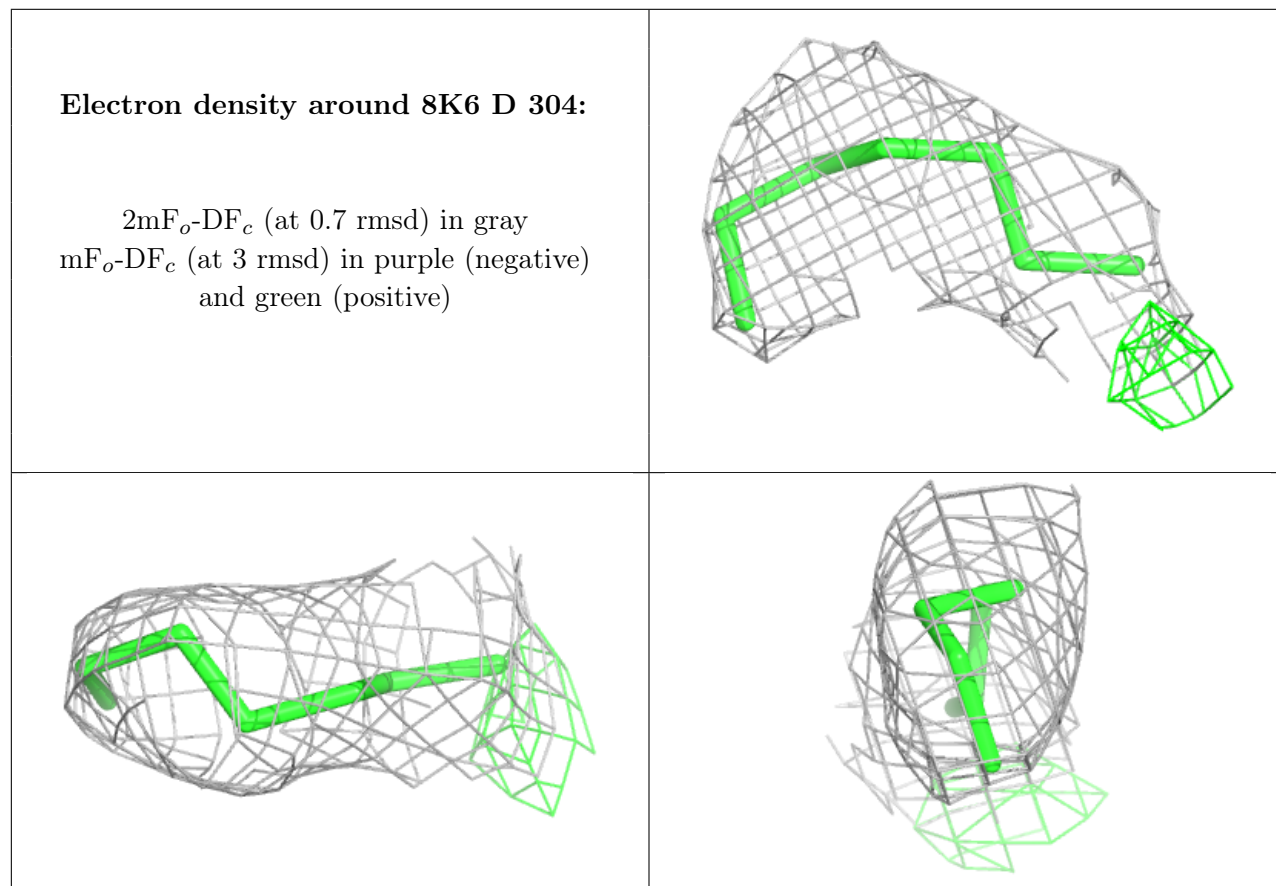 Electron density around 8K6 D 304:
2mFo-DFc (at 0.7 rmsd) in gray
mFo-DFc (at 3 rmsd) in purple (negative)
and green (positive)